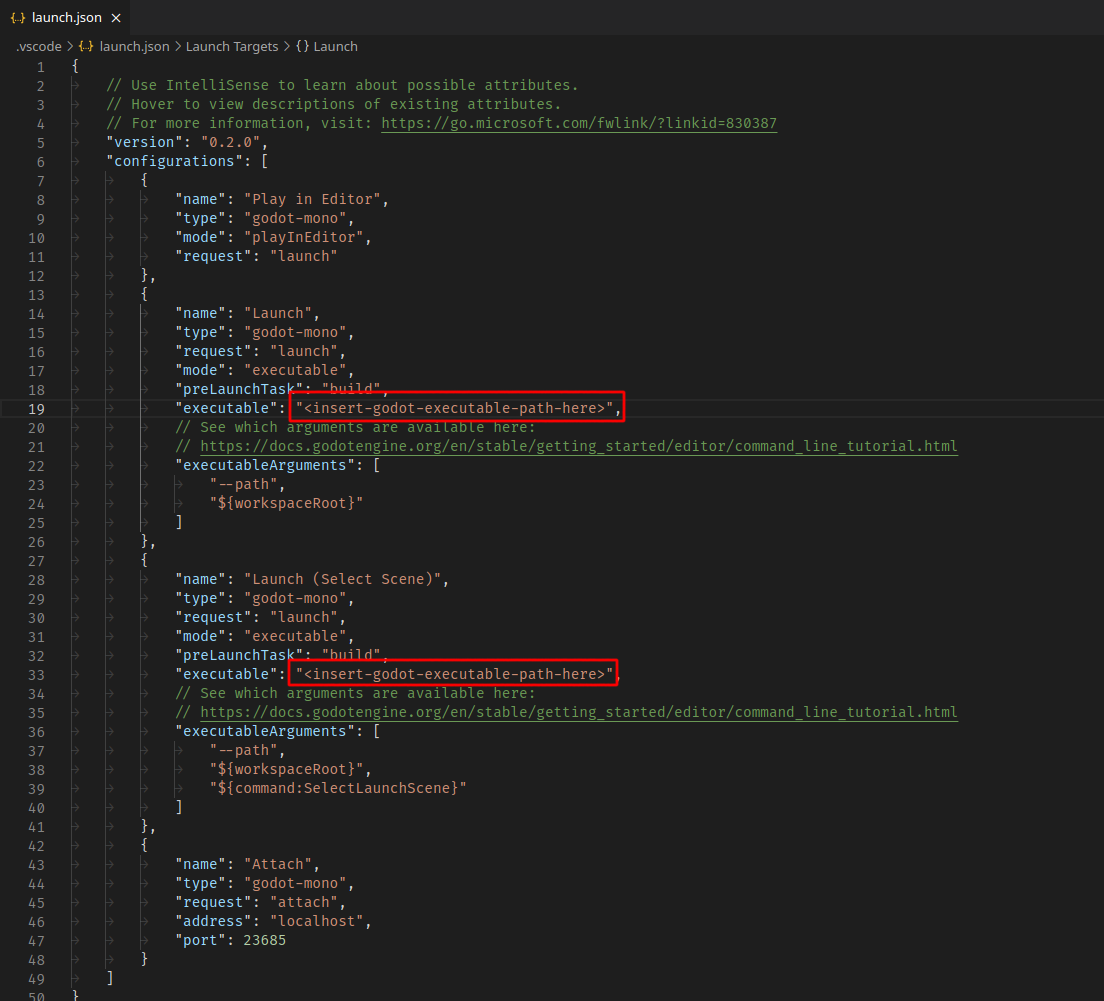 {..} launch.json ×
.vscode > {..} launch.json > Launch Targets > {} Launch
1 {
2 // Use IntelliSense to learn about possible attributes.
3 // Hover to view descriptions of existing attributes.
4 // For more information, visit: https://go.microsoft.com/fwlink/?linkid=830387
5 "version": "0.2.0",
6 "configurations": [
7 {
8 "name": "Play in Editor",
9 "type": "godot-mono",
10 "mode": "playInEditor",
11 "request": "launch"
12 },
13 {
14 "name": "Launch",
15 "type": "godot-mono",
16 "request": "launch",
17 "mode": "executable",
18 "preLaunchTask": "build",
19 "executable": "<insert-godot-executable-path-here>",
20 // See which arguments are available here:
21 // https://docs.godotengine.org/en/stable/getting_started/editor/command_line_tutorial.html
22 "executableArguments": [
23 "--path",
24 "${workspaceRoot}"
25 ]
26 },
27 {
28 "name": "Launch (Select Scene)",
29 "type": "godot-mono",
30 "request": "launch",
31 "mode": "executable",
32 "preLaunchTask": "build",
33 "executable": "<insert-godot-executable-path-here>",
34 // See which arguments are available here:
35 // https://docs.godotengine.org/en/stable/getting_started/editor/command_line_tutorial.html
36 "executableArguments": [
37 "--path",
38 "${workspaceRoot}",
39 "${command:SelectLaunchScene}"
40 ]
41 },
42 {
43 "name": "Attach",
44 "type": "godot-mono",
45 "request": "attach",
46 "address": "localhost",
47 "port": 23685
48 }
49 ]
50 }